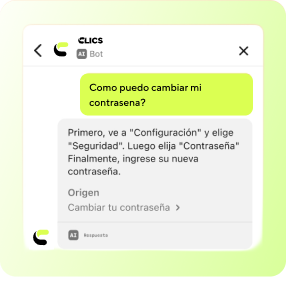 CLICS
AI Bot
Como puedo cambiar mi
contrasena?
Primero, ve a "Configuración" y elige
"Seguridad". Luego elija "Contraseña"
Finalmente, ingrese su nueva
contraseña.
Origen
Cambiar tu contraseña >
AI Respuesta